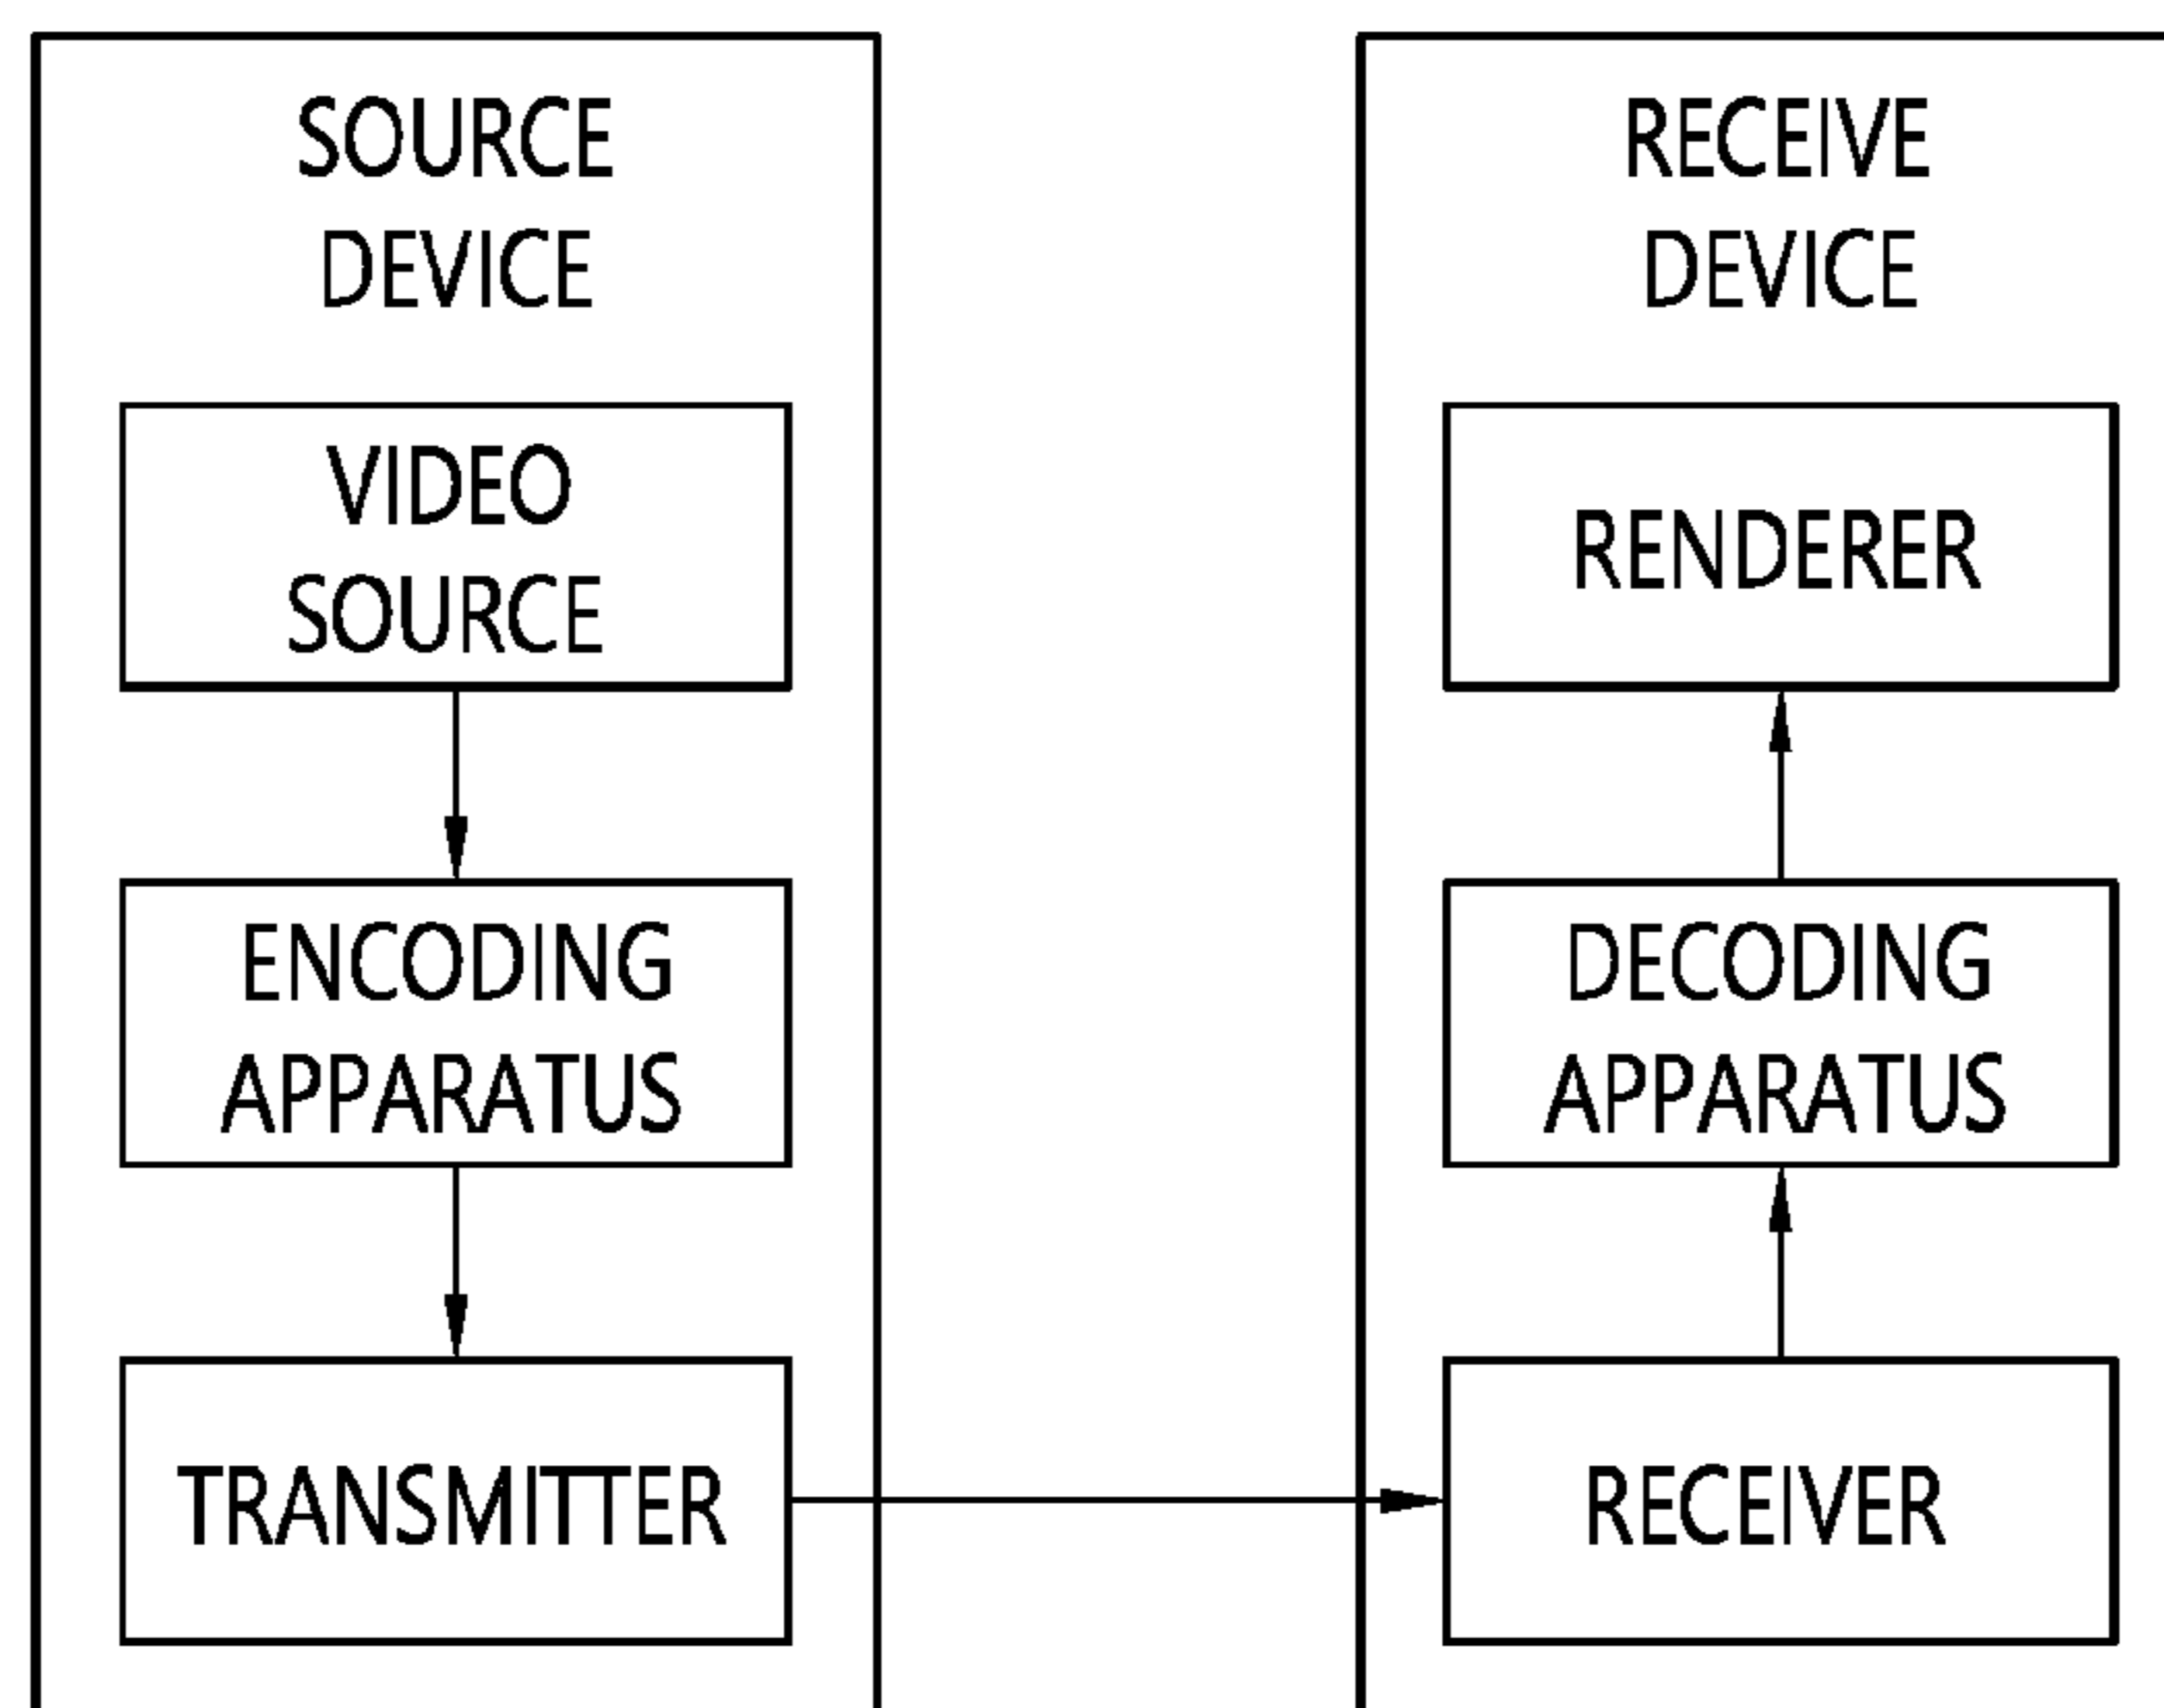 SOURCE
DEVICE
VIDEO
SOURCE
ENCODING
APPARATUS
TRANSMITTER
RECEIVE
DEVICE
RENDERER
DECODING
APPARATUS
RECEIVER